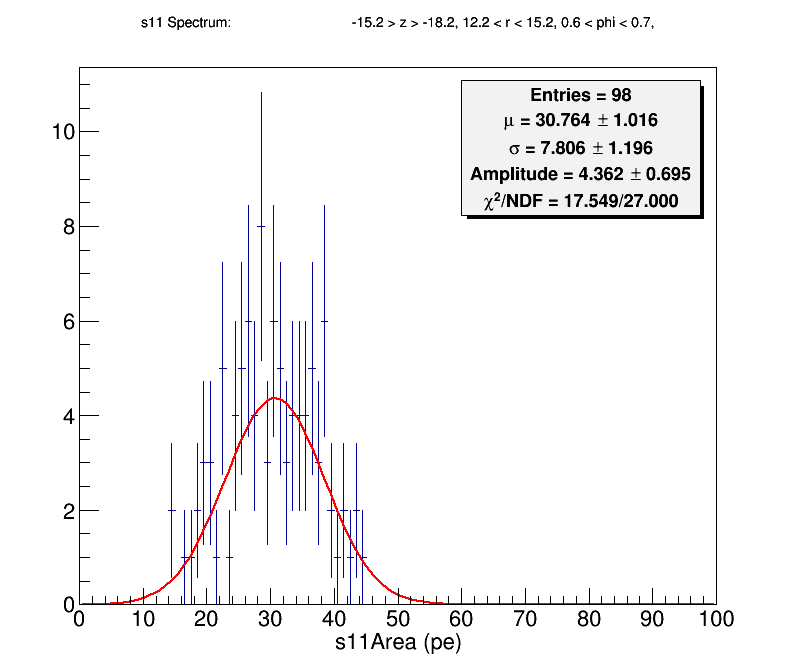 s11 Spectrum: -15.2 > z > -18.2, 12.2 < r < 15.2, 0.6 < phi < 0.7,
Entries = 98
μ = 30.764 ± 1.016
σ = 7.806 ± 1.196
Amplitude = 4.362 ± 0.695
χ²/NDF = 17.549/27.000
10
8
6
4
2
0
0 10 20 30 40 50 60 70 80 90 100
s11Area (pe)